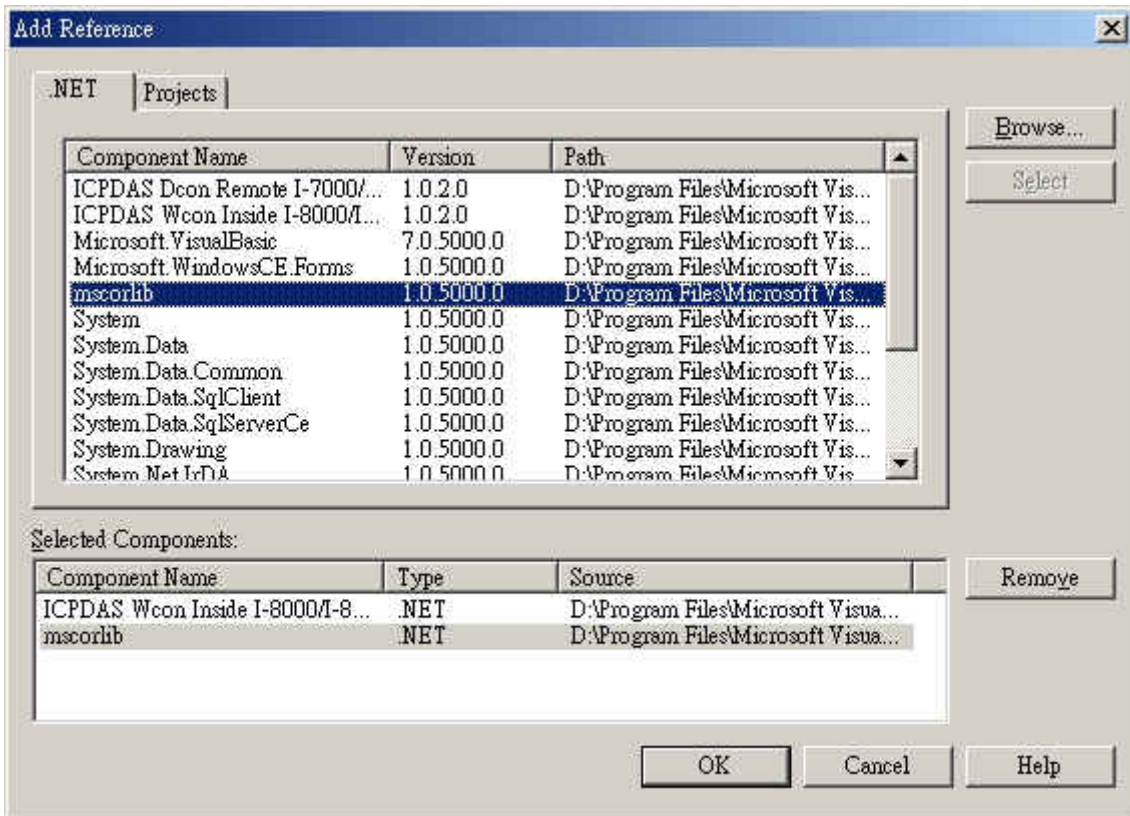 Add Reference
.NET Projects
Browse...
Component Name Version Path
Select
ICPDAS Dcon Remote I-7000/... 1.0.2.0 D:\Program Files\Microsoft Vis...
ICPDAS Wcon Inside I-8000/I... 1.0.2.0 D:\Program Files\Microsoft Vis...
Microsoft.VisualBasic 7.0.5000.0 D:\Program Files\Microsoft Vis...
Microsoft.WindowsCE.Forms 1.0.5000.0 D:\Program Files\Microsoft Vis...
mscorlib 1.0.5000.0 D:\Program Files\Microsoft Vis...
System 1.0.5000.0 D:\Program Files\Microsoft Vis...
System.Data 1.0.5000.0 D:\Program Files\Microsoft Vis...
System.Data.Common 1.0.5000.0 D:\Program Files\Microsoft Vis...
System.Data.SqlClient 1.0.5000.0 D:\Program Files\Microsoft Vis...
System.Data.SqlServerCe 1.0.5000.0 D:\Program Files\Microsoft Vis...
System.Drawing 1.0.5000.0 D:\Program Files\Microsoft Vis...
System.Net.IrDA 1.0.5000.0 D:\Program Files\Microsoft Vis...
Selected Components:
Component Name Type Source
Remove
ICPDAS Wcon Inside I-8000/I-8... .NET D:\Program Files\Microsoft Visua...
mscorlib .NET D:\Program Files\Microsoft Visua...
OK Cancel Help